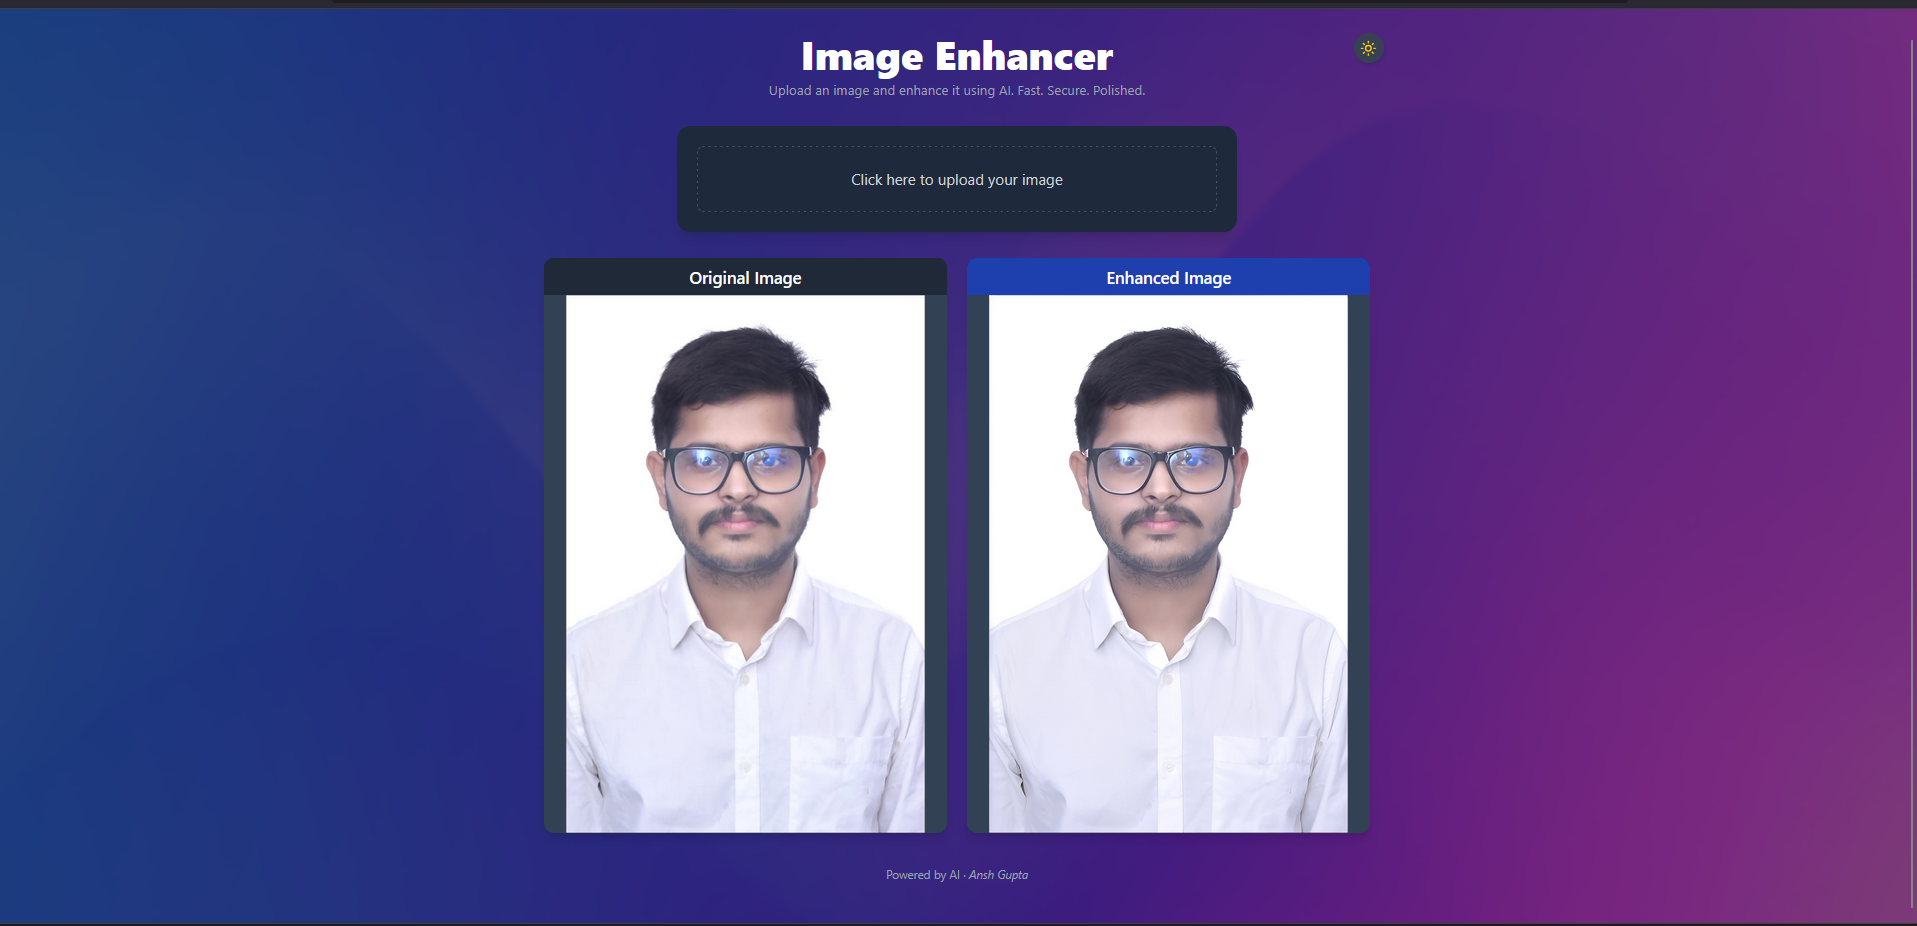 Image Enhancer
Upload an image and enhance it using AI. Fast. Secure. Polished.
Click here to upload your image
Original Image
Enhanced Image
Powered by AI · Ansh Gupta